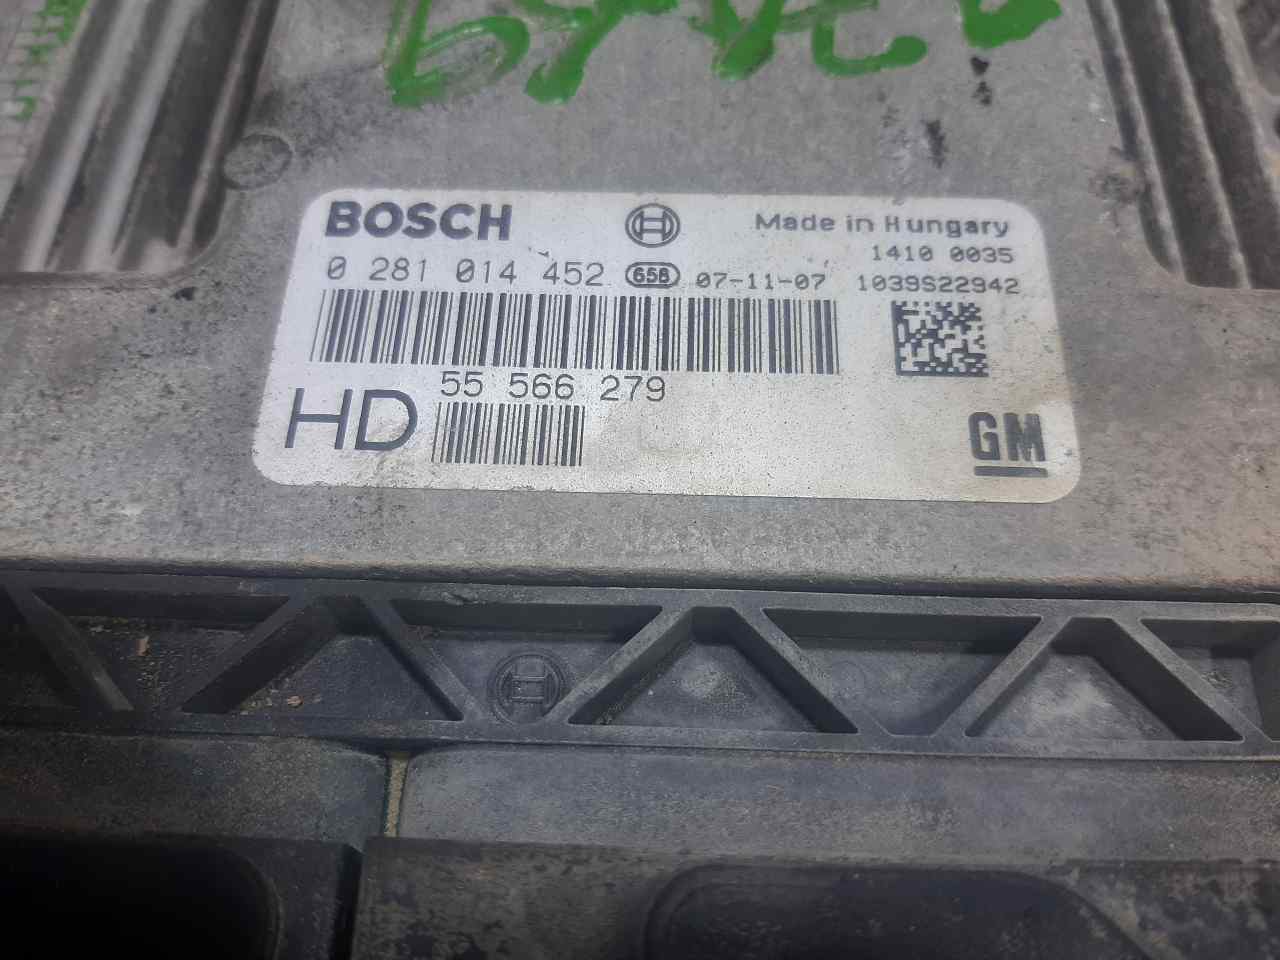 BOSCH
Made in Hungary
1410 0035
0 281 014 452 658 07-11-07 1039S22942
55 566 279
HD
GM